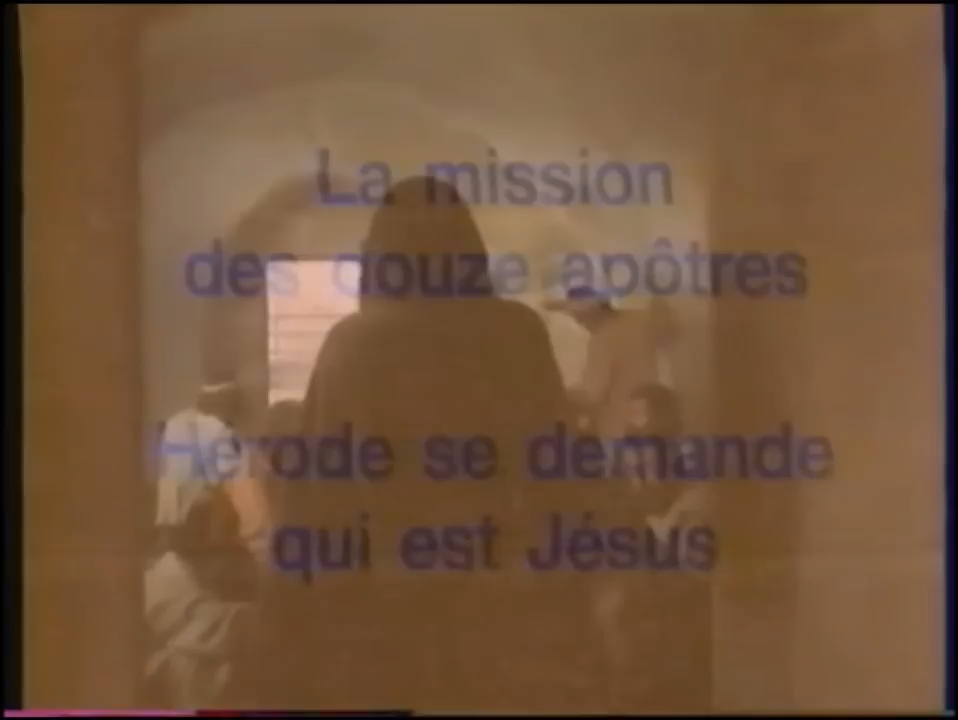 La mission
des douze apôtres
Hérode se demande
qui est Jésus